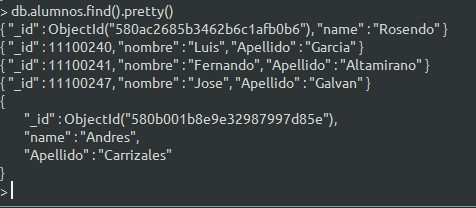 > db.alumnos.find().pretty()
{ "_id" : ObjectId("580ac2685b3462b6c1afb0b6"), "name" : "Rosendo" }
{ "_id" : 11100240, "nombre" : "Luis", "Apellido" : "Garcia" }
{ "_id" : 11100241, "nombre" : "Fernando", "Apellido" : "Altamirano" }
{ "_id" : 11100247, "nombre" : "Jose", "Apellido" : "Galvan" }
{
"_id" : ObjectId("580b001b8e9e32987997d85e"),
"name" : "Andres",
"Apellido" : "Carrizales"
}
>